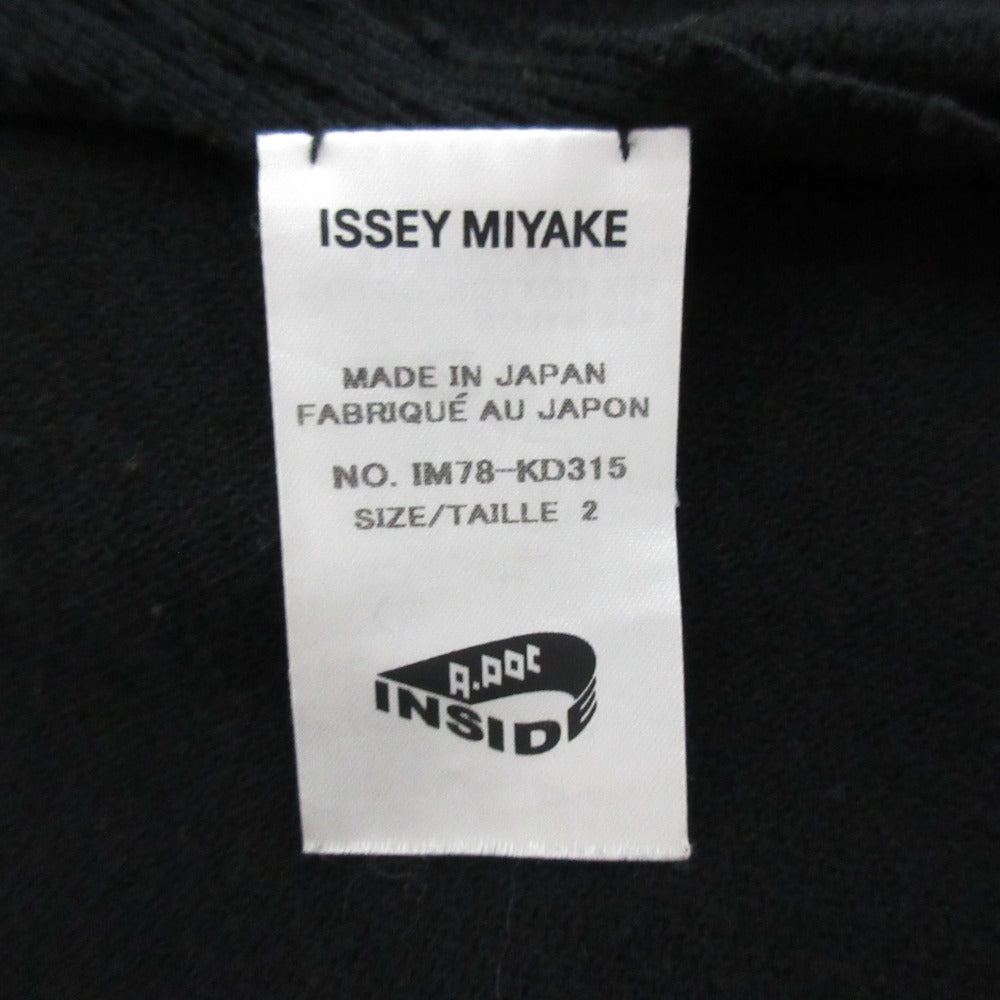 ISSEY MIYAKE
MADE IN JAPAN
FABRIQUÉ AU JAPON
NO. IM78-KD315
SIZE/TAILLE 2
A.POC
INSIDE